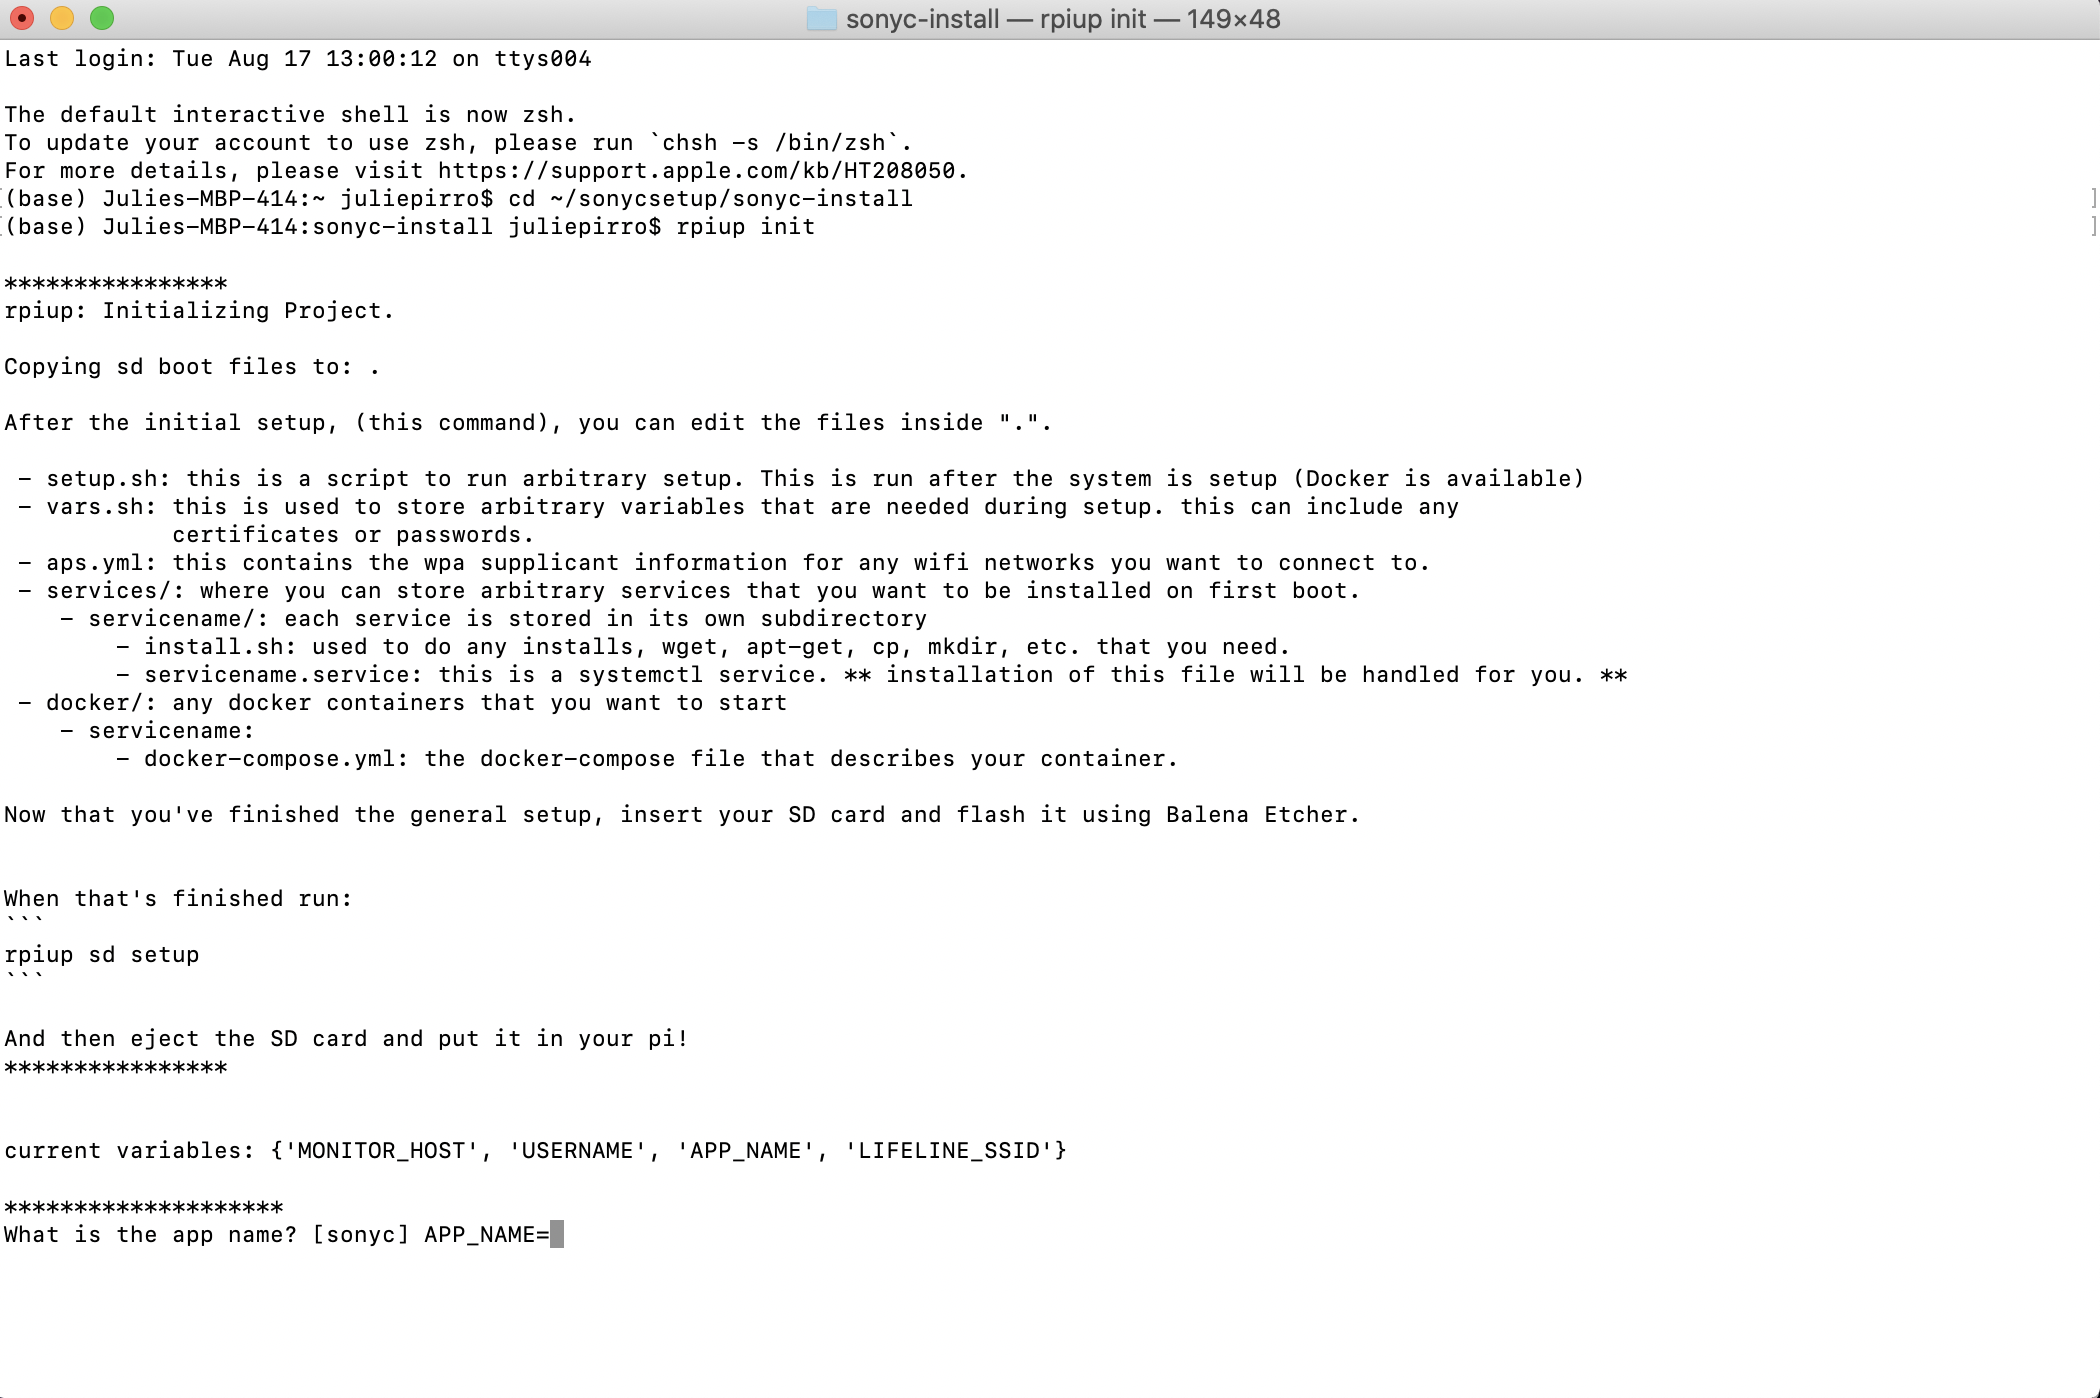 sonyc-install — rpiup init — 149×48
Last login: Tue Aug 17 13:00:12 on ttys004
The default interactive shell is now zsh.
To update your account to use zsh, please run `chsh -s /bin/zsh`.
For more details, please visit https://support.apple.com/kb/HT208050.
[(base) Julies-MBP-414:~ juliepirro$ cd ~/sonycsetup/sonyc-install ]
[(base) Julies-MBP-414:sonyc-install juliepirro$ rpiup init ]
****************
rpiup: Initializing Project.
Copying sd boot files to: .
After the initial setup, (this command), you can edit the files inside ".".
- setup.sh: this is a script to run arbitrary setup. This is run after the system is setup (Docker is available)
- vars.sh: this is used to store arbitrary variables that are needed during setup. this can include any
certificates or passwords.
- aps.yml: this contains the wpa supplicant information for any wifi networks you want to connect to.
- services/: where you can store arbitrary services that you want to be installed on first boot.
- servicename/: each service is stored in its own subdirectory
- install.sh: used to do any installs, wget, apt-get, cp, mkdir, etc. that you need.
- servicename.service: this is a systemctl service. ** installation of this file will be handled for you. **
- docker/: any docker containers that you want to start
- servicename:
- docker-compose.yml: the docker-compose file that describes your container.
Now that you've finished the general setup, insert your SD card and flash it using Balena Etcher.
When that's finished run:
```
rpiup sd setup
```
And then eject the SD card and put it in your pi!
****************
current variables: {'MONITOR_HOST', 'USERNAME', 'APP_NAME', 'LIFELINE_SSID'}
********************
What is the app name? [sonyc] APP_NAME=